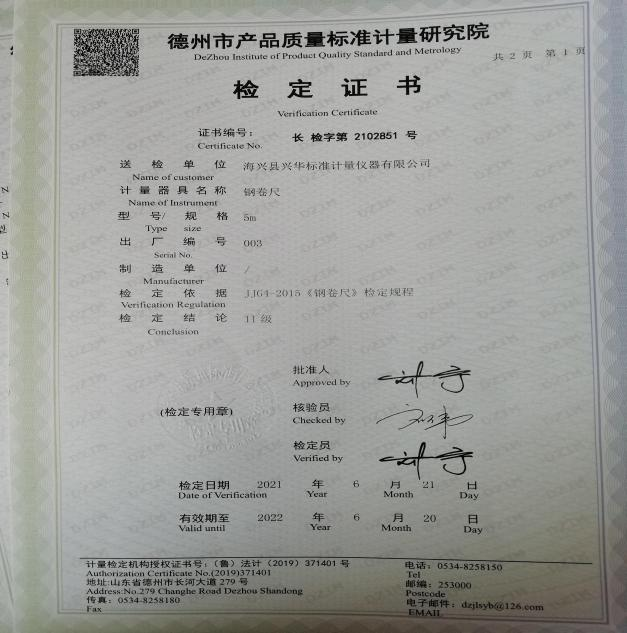 德州市产品质量标准计量研究院
DeZhou Institute of Product Quality Standard and Metrology
共 2 页 第 1 页
检定证书
Verification Certificate
证书编号： 长 检字第 2102851 号
Certificate No.
送检单位 海兴县兴华标准计量仪器有限公司
Name of customer
计量器具名称 钢卷尺
Name of Instrument
型号/规格 5m
Type size
出厂编号 003
Serial No.
制造单位 /
Manufacturer
检定依据 JJG4-2015《钢卷尺》检定规程
Verification Regulation
检定结论 II 级
Conclusion
批准人
Approved by
(检定专用章) 核验员
Checked by
检定员
Verified by
检定日期 2021 年 6 月 21 日
Date of Verification Year Month Day
有效期至 2022 年 6 月 20 日
Valid until Year Month Day
计量检定机构授权证书号：（鲁）法计（2019）371401 号 电话：0534-8258150
Authorization Certificate No.(2019)371401 Tel
地址:山东省德州市长河大道 279 号 邮编：253000
Address:No.279 Changhe Road Dezhou Shandong Postcode
传真：0534-8258180 电子邮件：dzjlsyb@126.com
Fax EMAIL